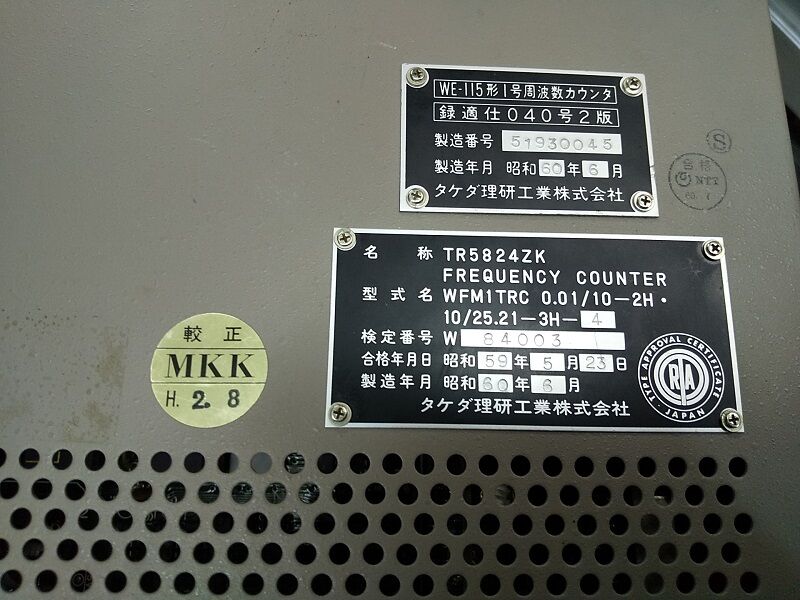 WE-115形1号周波数カウンタ
録適仕040号2版
製造番号 51930045
製造年月 昭和60年6月
タケダ理研工業株式会社
S
合格
NTT
名称 TR5824ZK
FREQUENCY COUNTER
型式名 WFM1TRC 0.01/10-2H・
10/25.21-3H-4
検定番号 W 84003
合格年月日 昭和59年5月23日
製造年月 昭和60年6月
タケダ理研工業株式会社
TYPE APPROVAL CERTIFICATE
RTA
JAPAN
較正
MKK
H. 2. 8